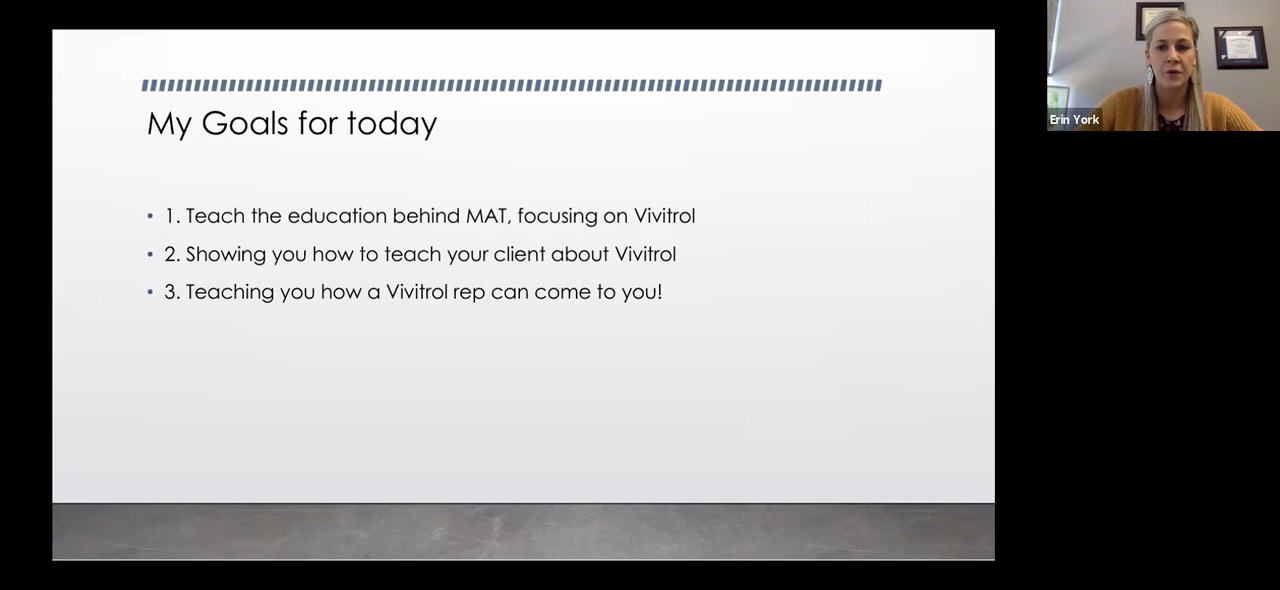 My Goals for today
• 1. Teach the education behind MAT, focusing on Vivitrol
• 2. Showing you how to teach your client about Vivitrol
• 3. Teaching you how a Vivitrol rep can come to you!
Erin York